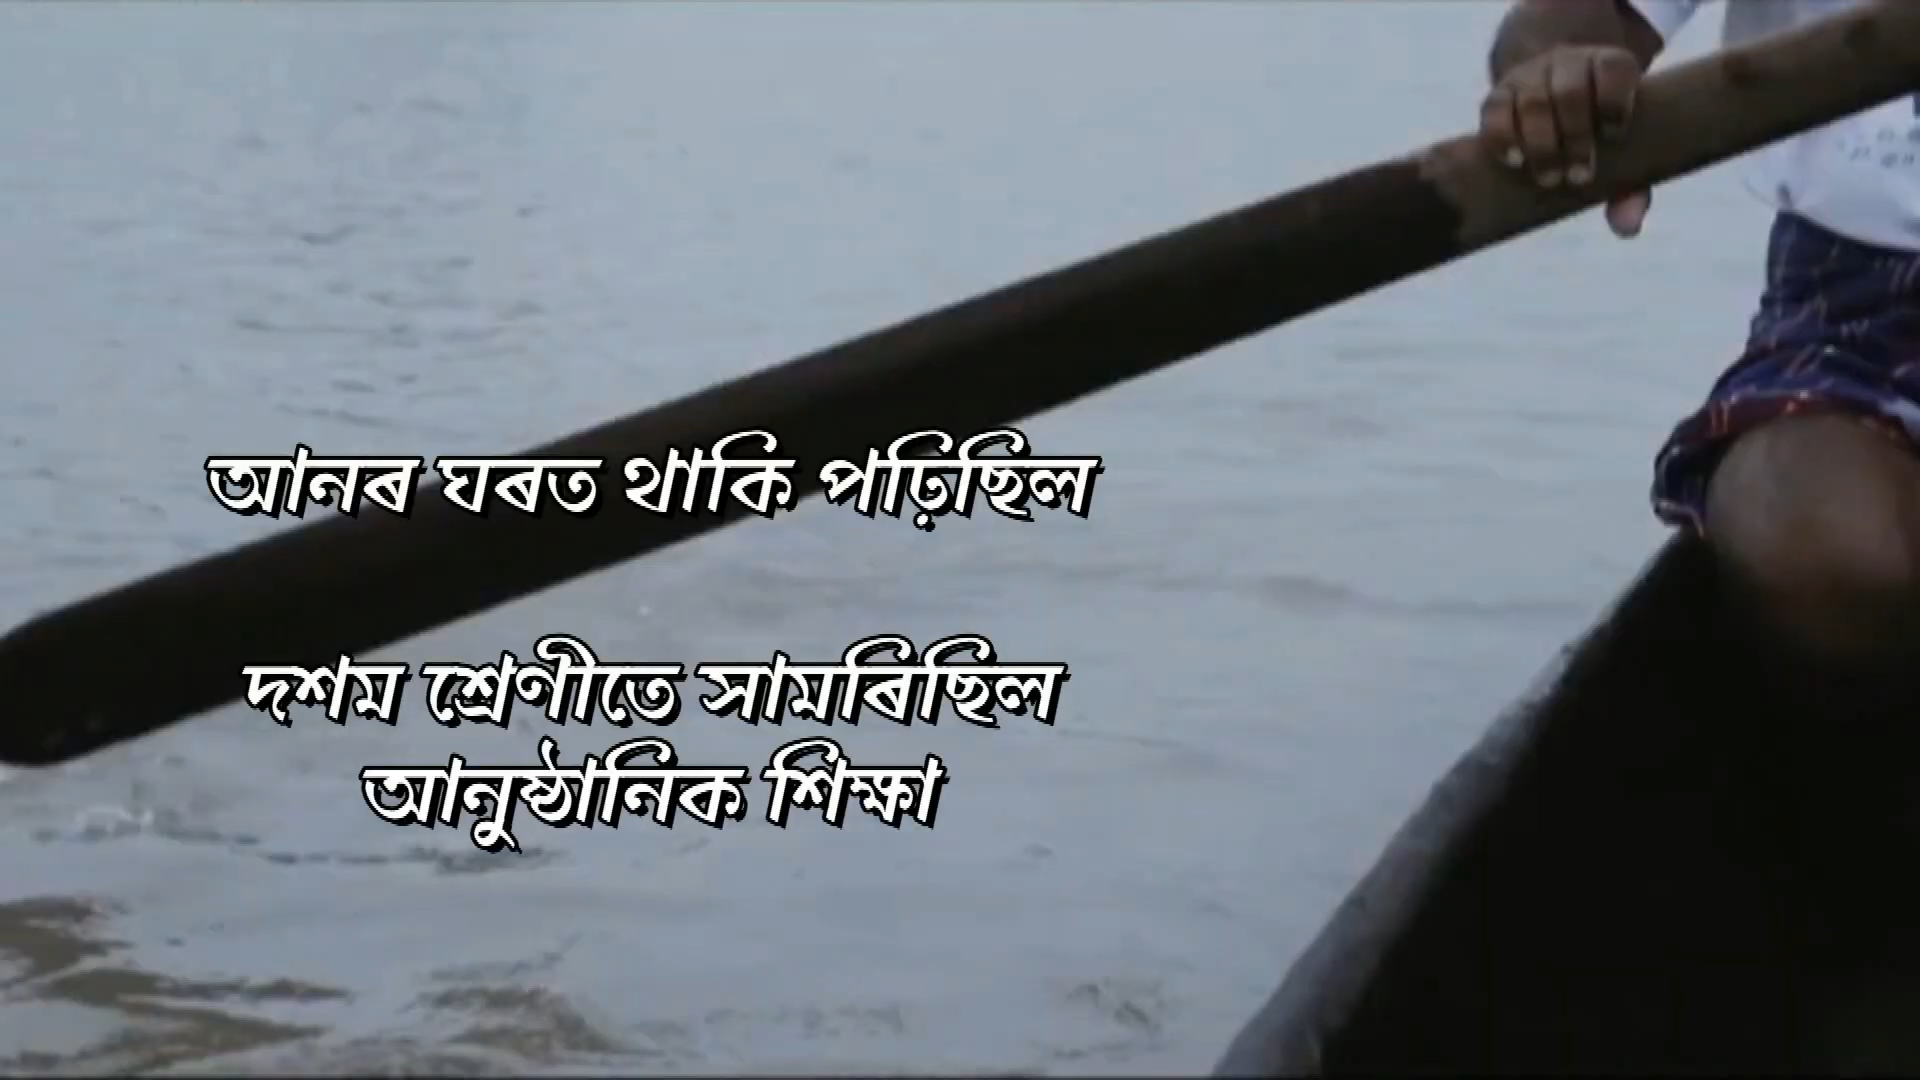 আনৰ ঘৰত থাকি পঢ়িছিল
দশম শ্ৰেণীতে সামৰিছিল
আনুষ্ঠানিক শিক্ষা